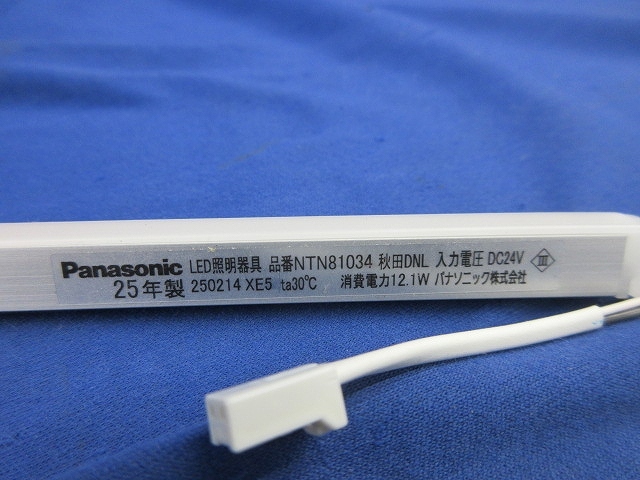 Panasonic LED照明器具 品番NTN81034 秋田DNL 入力電圧 DC24V
25年製 250214 XE5 ta30℃ 消費電力12.1W パナソニック株式会社